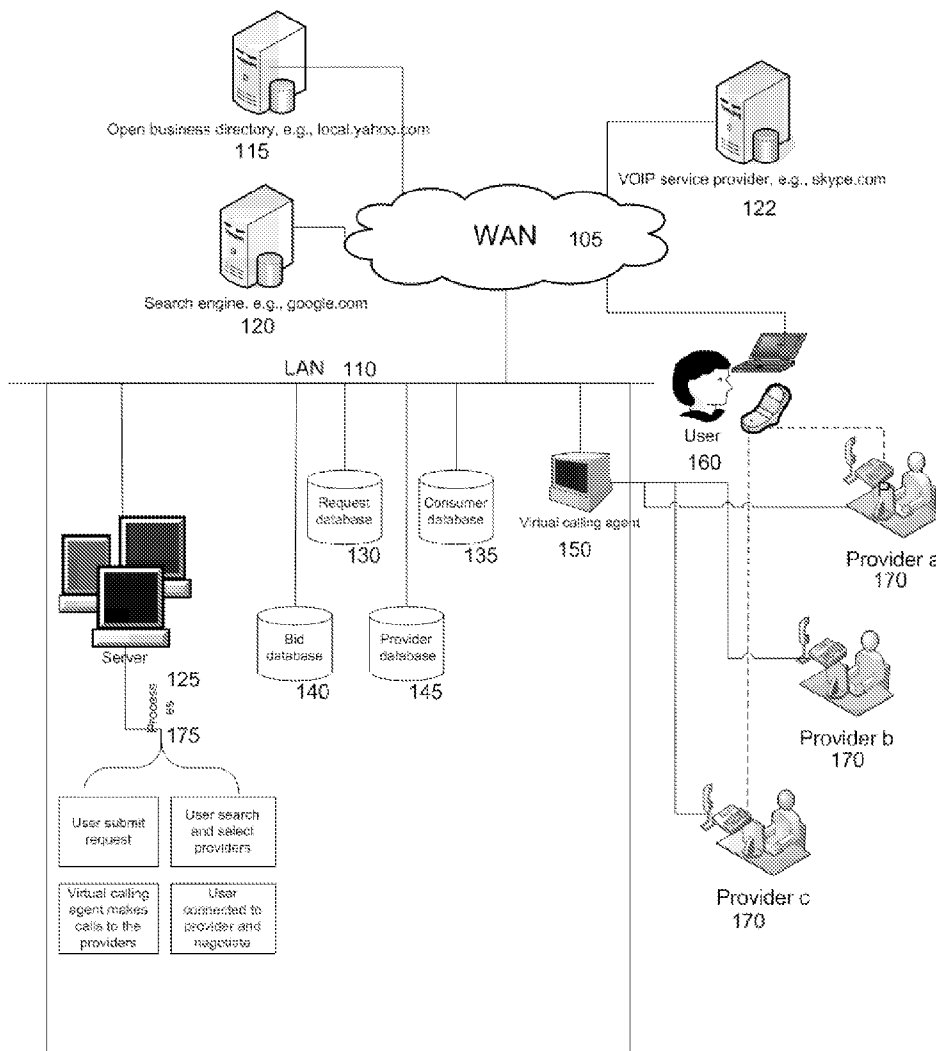 Open business directory, e.g., local.yahoo.com
115
VOIP service provider, e.g., skype.com
122
WAN 105
Search engine, e.g., google.com
120
LAN 110
User
160
Request
database
130
Consumer
database
135
Virtual calling agent
150
Provider a
170
Server
125
Bid
database
140
Provider
database
145
Process
es
175
Provider b
170
User submit
request
User search
and select
providers
Virtual calling
agent makes
calls to the
providers
User
connected to
provider and
negotiate
Provider c
170